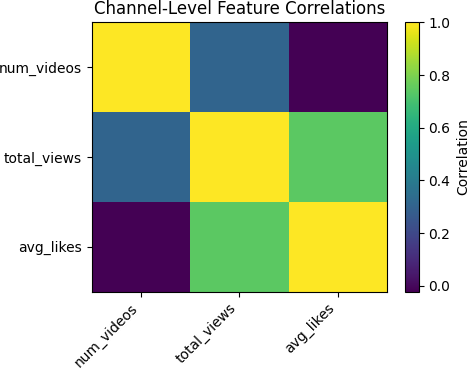 Channel-Level Feature Correlations
num_videos
total_views
avg_likes
num_videos
total_views
avg_likes
1.0
0.8
0.6
0.4
0.2
0.0
Correlation